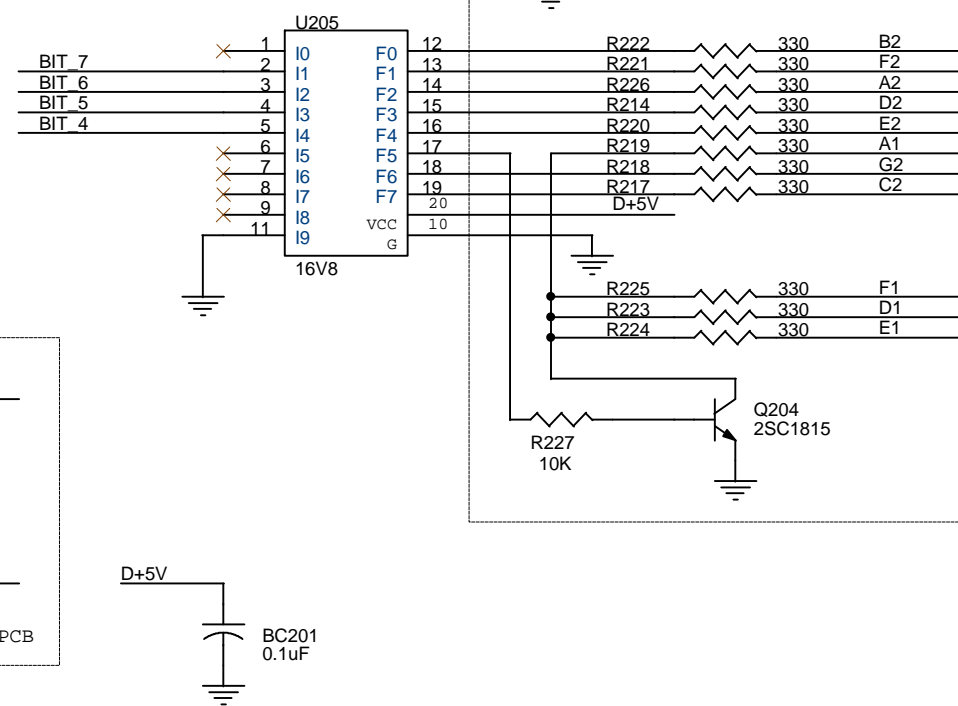 U205
1 I0 F0 12 R222 330 B2
BIT_7 2 I1 F1 13 R221 330 F2
BIT_6 3 I2 F2 14 R226 330 A2
BIT_5 4 I3 F3 15 R214 330 D2
BIT_4 5 I4 F4 16 R220 330 E2
6 I5 F5 17 R219 330 A1
7 I6 F6 18 R218 330 G2
8 I7 F7 19 R217 330 C2
9 I8 VCC 20 D+5V
11 I9 G 10
16V8
R225 330 F1
R223 330 D1
R224 330 E1
Q204
2SC1815
R227
10K
D+5V
PCB
BC201
0.1uF